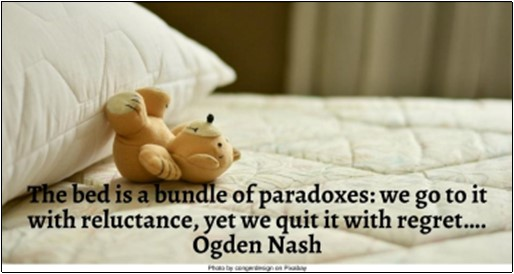 The bed is a bundle of paradoxes: we go to it
with reluctance, yet we quit it with regret....
Ogden Nash
Photo by congerdesign on Pixabay